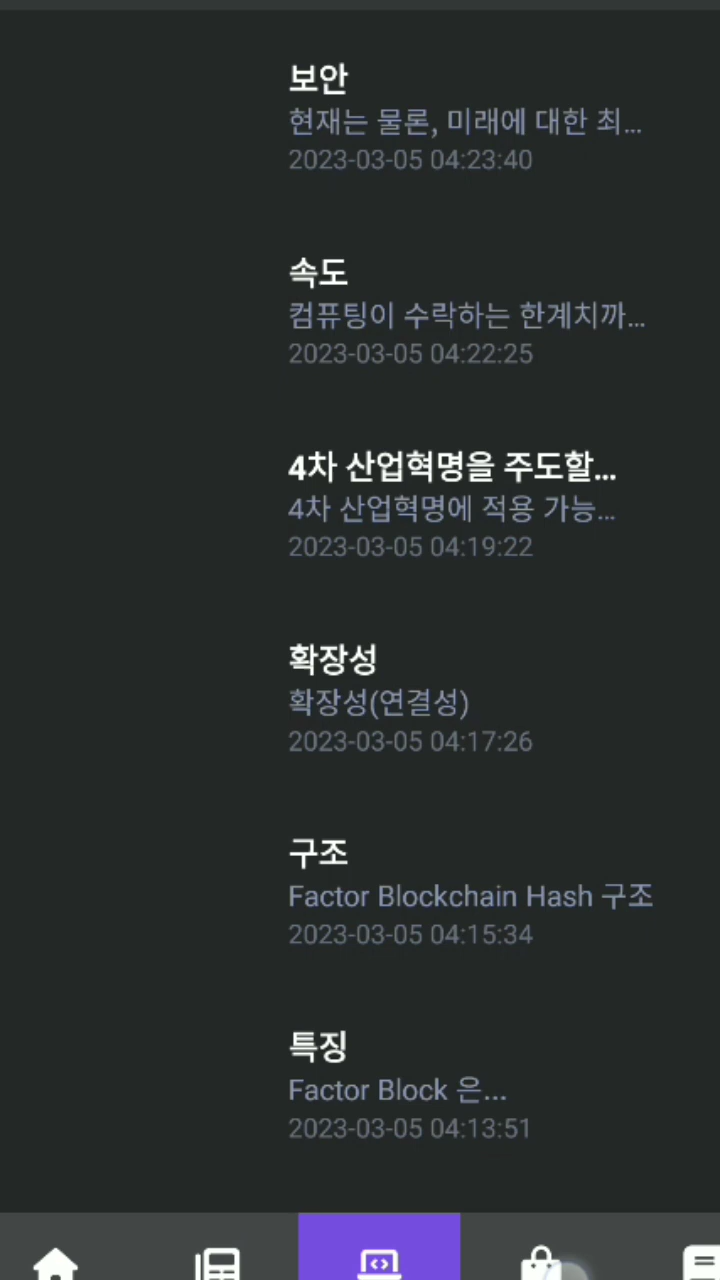 보안
현재는 물론, 미래에 대한 최...
2023-03-05 04:23:40
속도
컴퓨팅이 수락하는 한계치까...
2023-03-05 04:22:25
4차 산업혁명을 주도할...
4차 산업혁명에 적용 가능...
2023-03-05 04:19:22
확장성
확장성(연결성)
2023-03-05 04:17:26
구조
Factor Blockchain Hash 구조
2023-03-05 04:15:34
특징
Factor Block 은...
2023-03-05 04:13:51